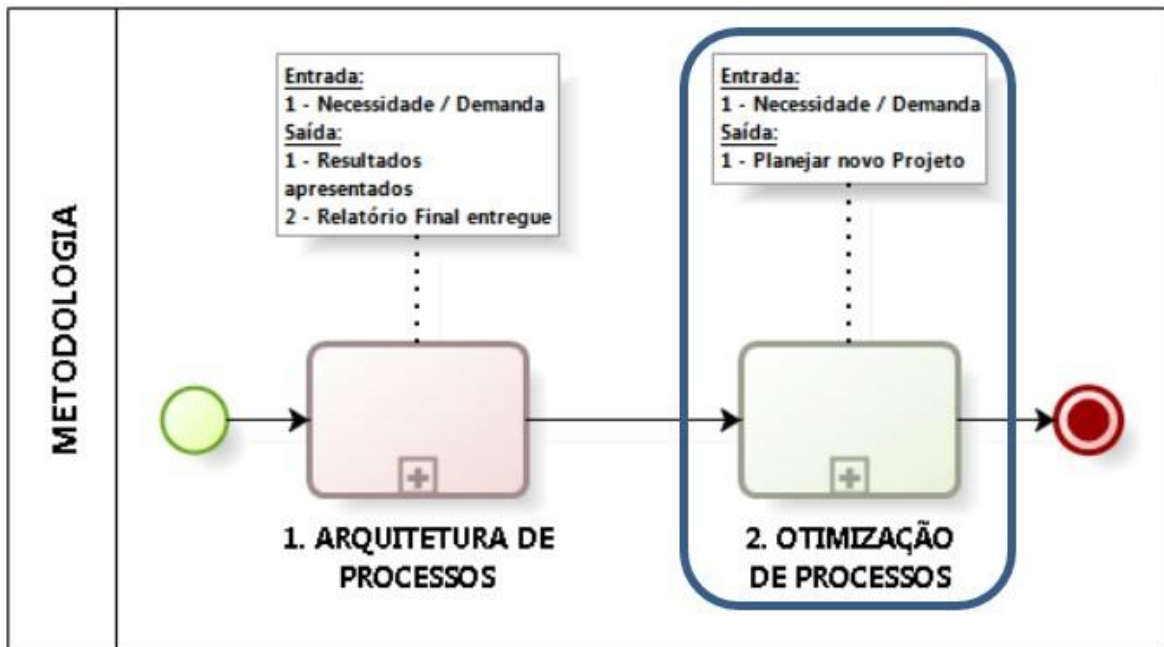 METODOLOGIA
Entrada:
1 - Necessidade / Demanda
Saída:
1 - Resultados
apresentados
2 - Relatório Final entregue
1. ARQUITETURA DE
PROCESSOS
Entrada:
1 - Necessidade / Demanda
Saída:
1 - Planejar novo Projeto
2. OTIMIZAÇÃO
DE PROCESSOS